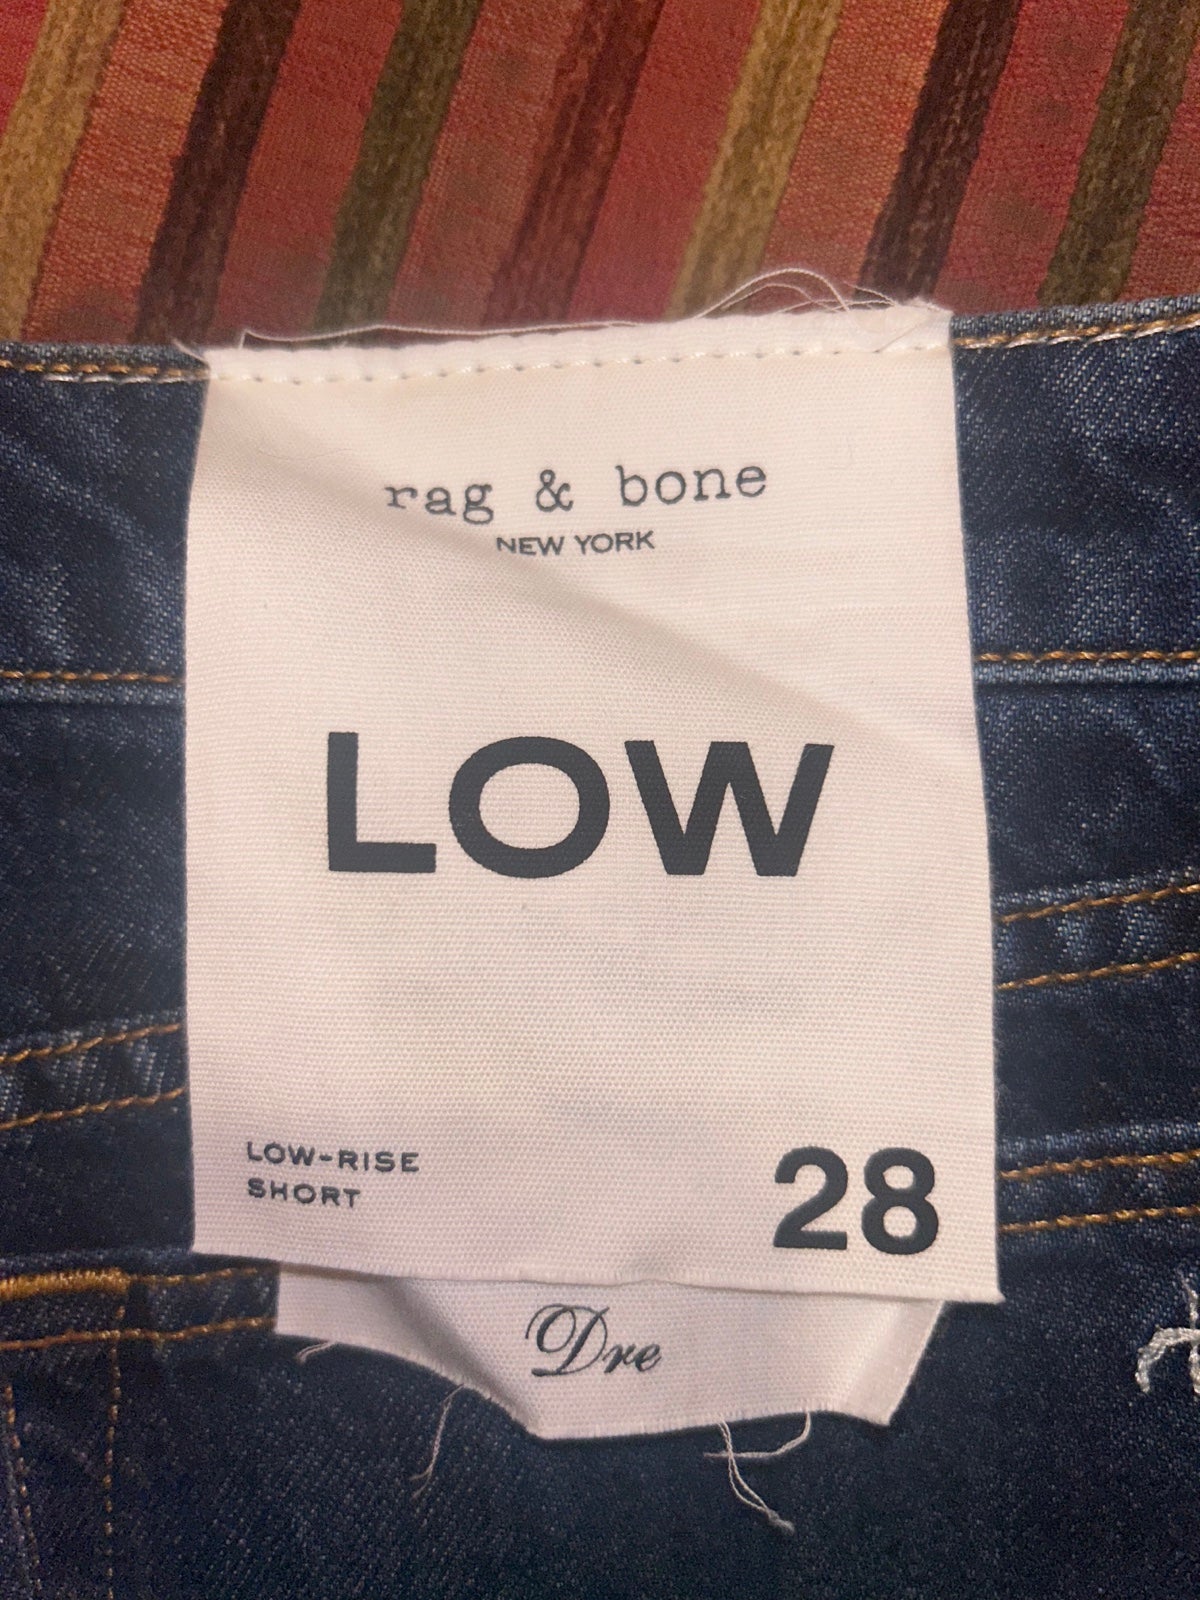 rag & bone
NEW YORK
LOW
LOW-RISE
SHORT
28
Dre